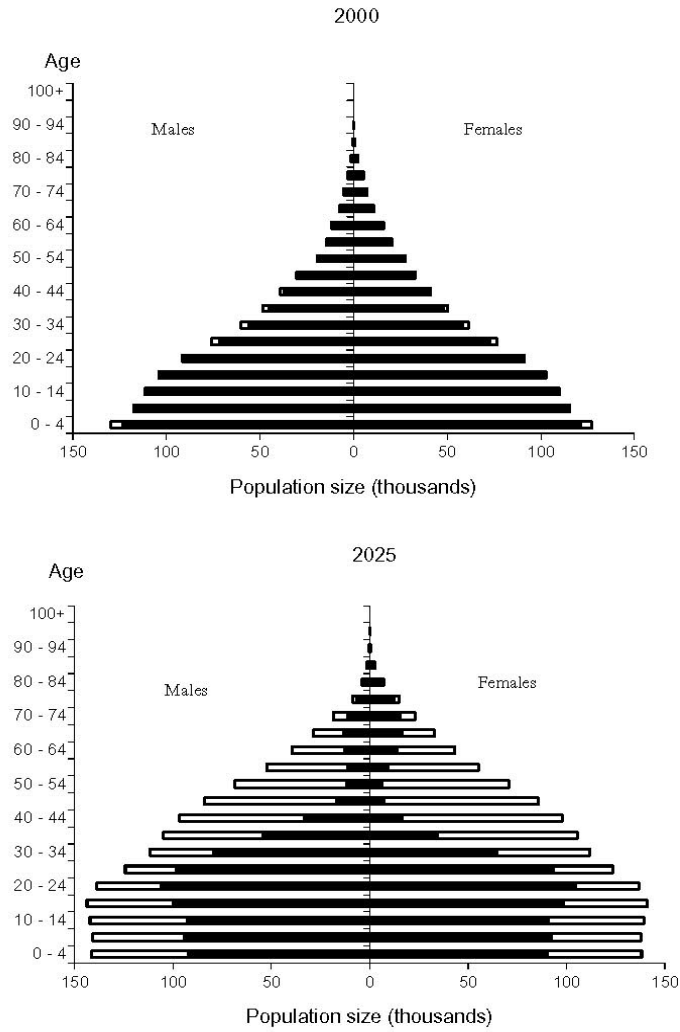 2000
Age
100+
90 - 94
Males
Females
80 - 84
70 - 74
60 - 64
50 - 54
40 - 44
30 - 34
20 - 24
10 - 14
0 - 4
150 100 50 0 50 100 150
Population size (thousands)
2025
Age
100+
90 - 94
Males
Females
80 - 84
70 - 74
60 - 64
50 - 54
40 - 44
30 - 34
20 - 24
10 - 14
0 - 4
150 100 50 0 50 100 150
Population size (thousands)